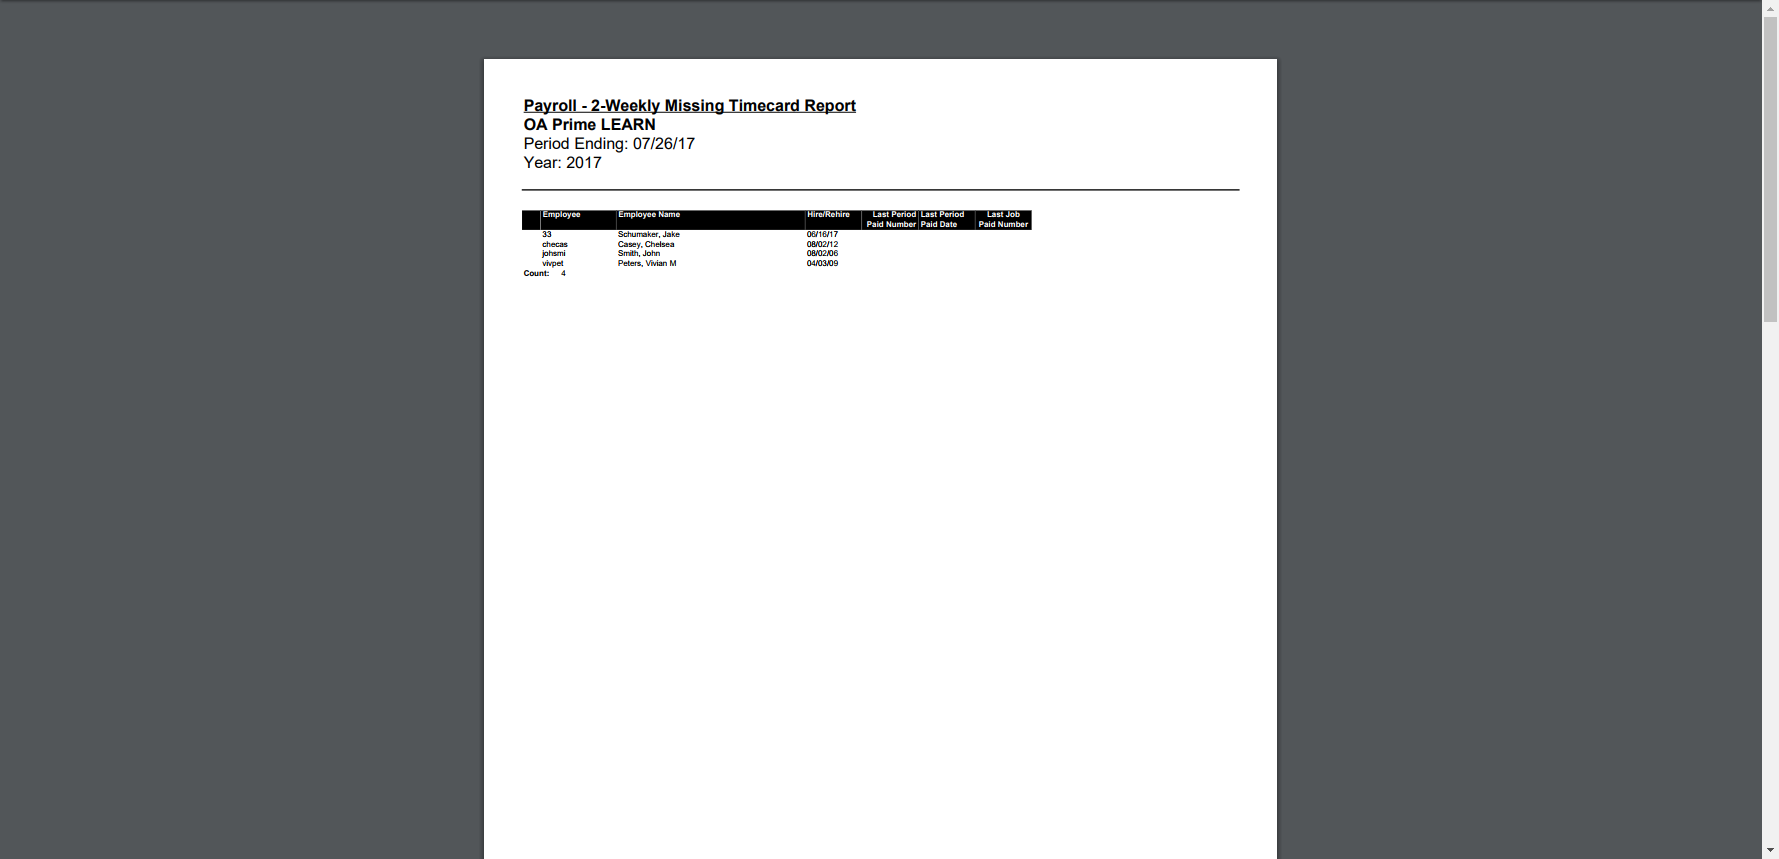 Payroll - 2-Weekly Missing Timecard Report
OA Prime LEARN
Period Ending: 07/26/17
Year: 2017
Employee Employee Name Hire/Rehire Last Period Last Period Last Job
Paid Number Paid Date Paid Number
33 Schumaker, Jake 06/16/17
checas Casey, Chelsea 08/02/12
johsmi Smith, John 08/02/06
vivpet Peters, Vivian M 04/03/09
Count: 4